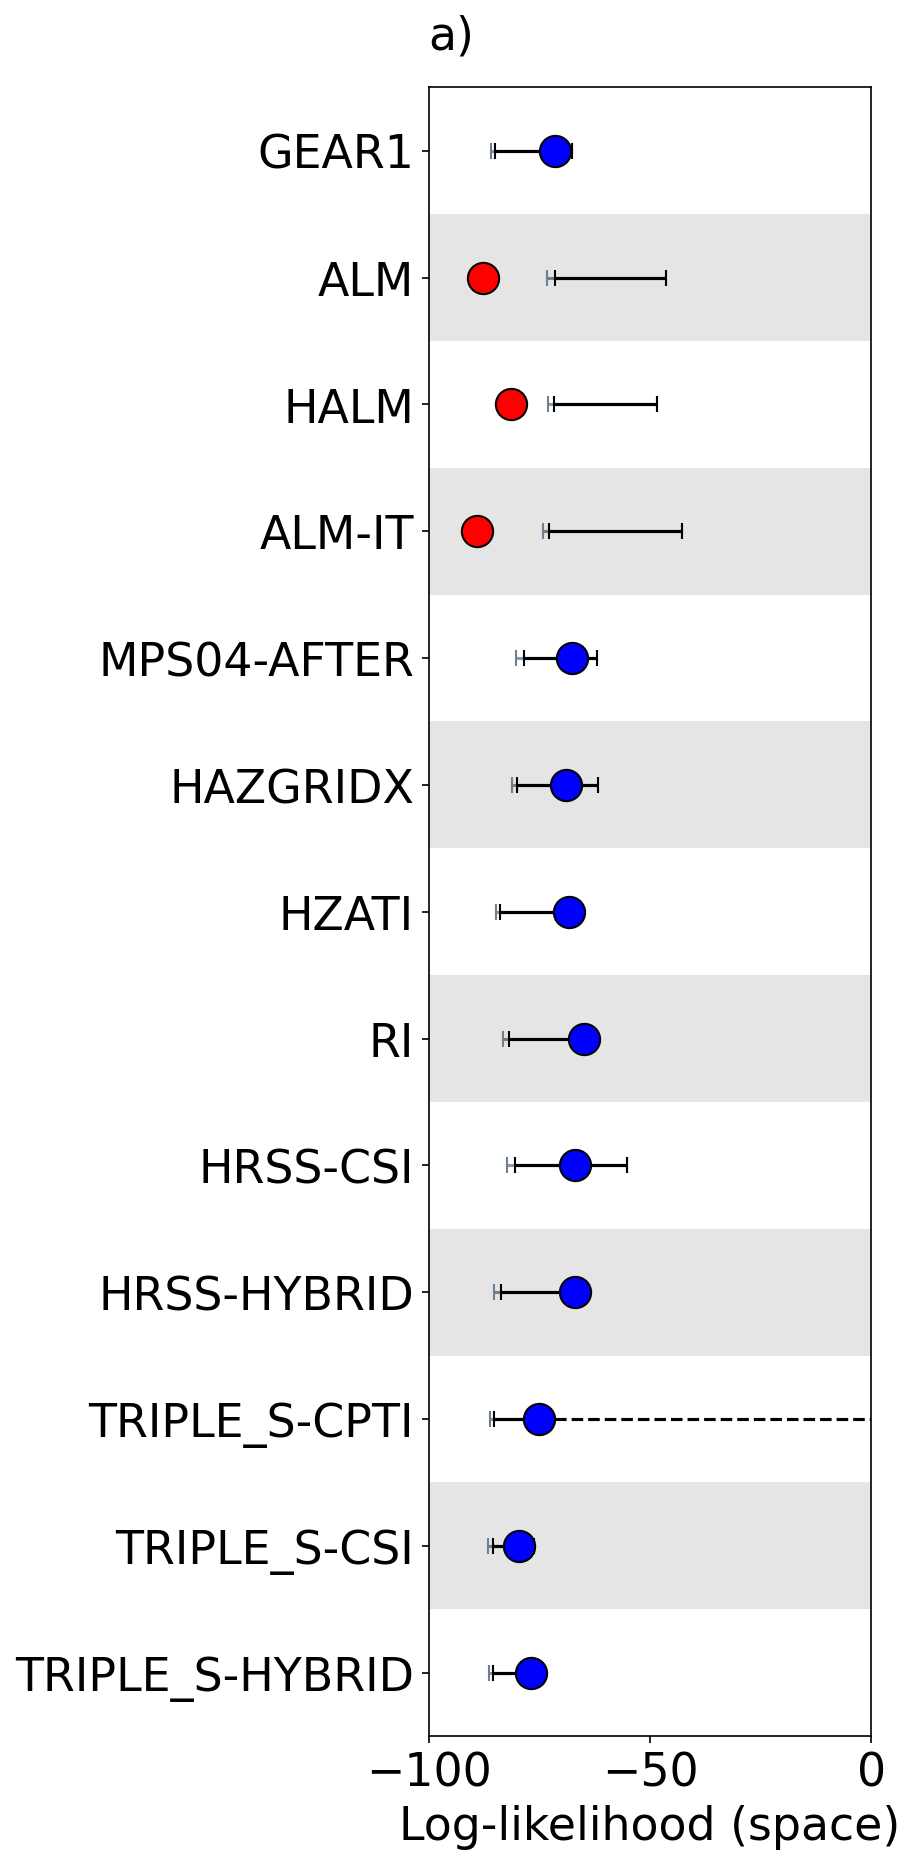 a)
GEAR1
ALM
HALM
ALM-IT
MPS04-AFTER
HAZGRIDX
HZATI
RI
HRSS-CSI
HRSS-HYBRID
TRIPLE_S-CPTI
TRIPLE_S-CSI
TRIPLE_S-HYBRID
−100 −50 0
Log-likelihood (space)